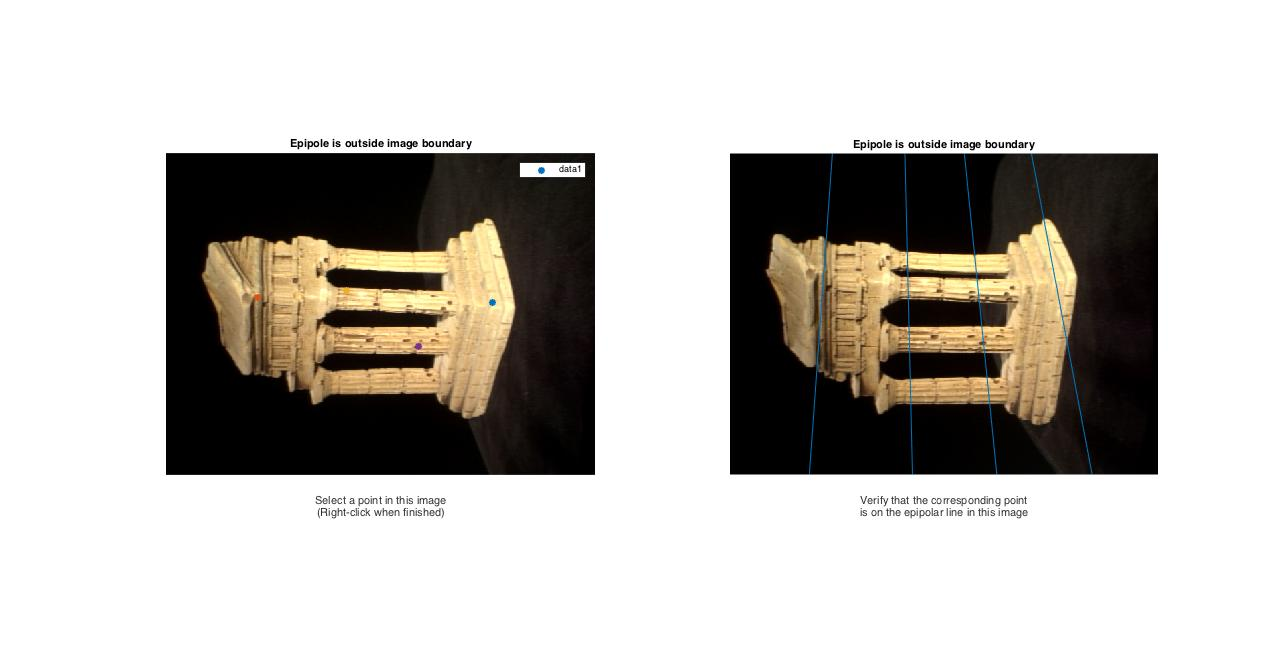 Epipole is outside image boundary
data1
Select a point in this image
(Right-click when finished)
Epipole is outside image boundary
Verify that the corresponding point
is on the epipolar line in this image